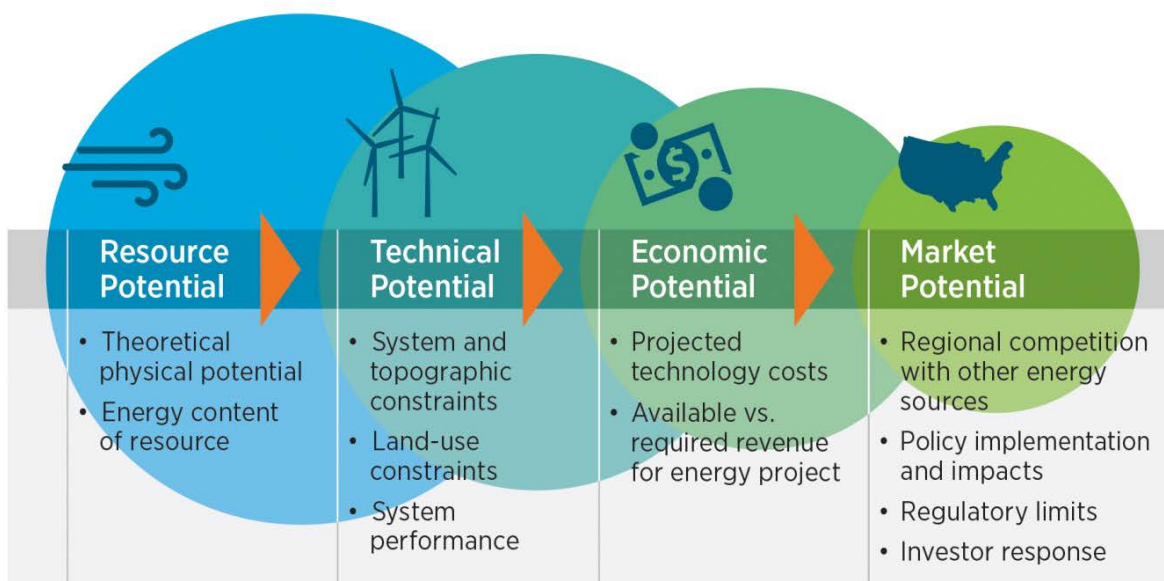 Resource
Potential
• Theoretical
physical potential
• Energy content
of resource
Technical
Potential
• System and
topographic
constraints
• Land-use
constraints
• System
performance
$
Economic
Potential
• Projected
technology costs
• Available vs.
required revenue
for energy project
Market
Potential
• Regional competition
with other energy
sources
• Policy implementation
and impacts
• Regulatory limits
• Investor response